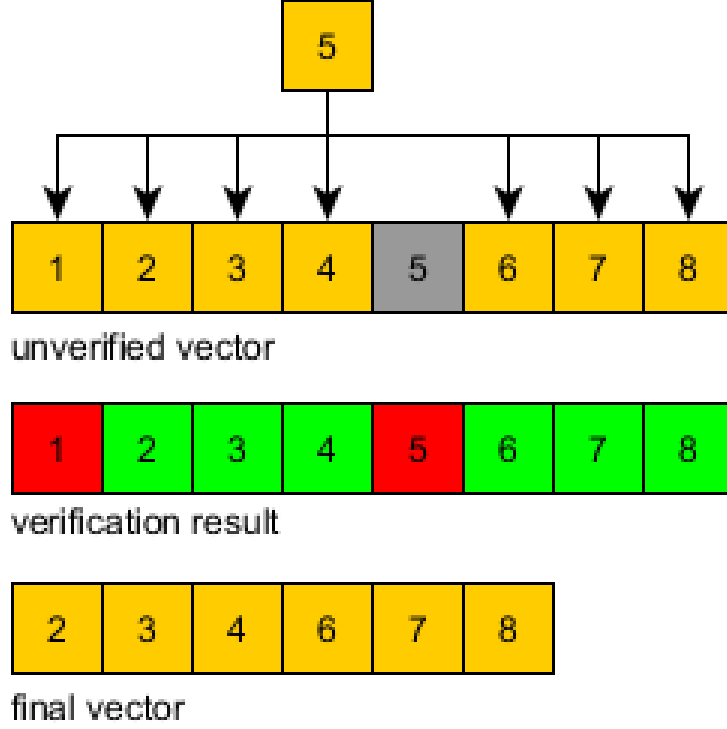 5
1 2 3 4 5 6 7 8
unverified vector
1 2 3 4 5 6 7 8
verification result
2 3 4 6 7 8
final vector